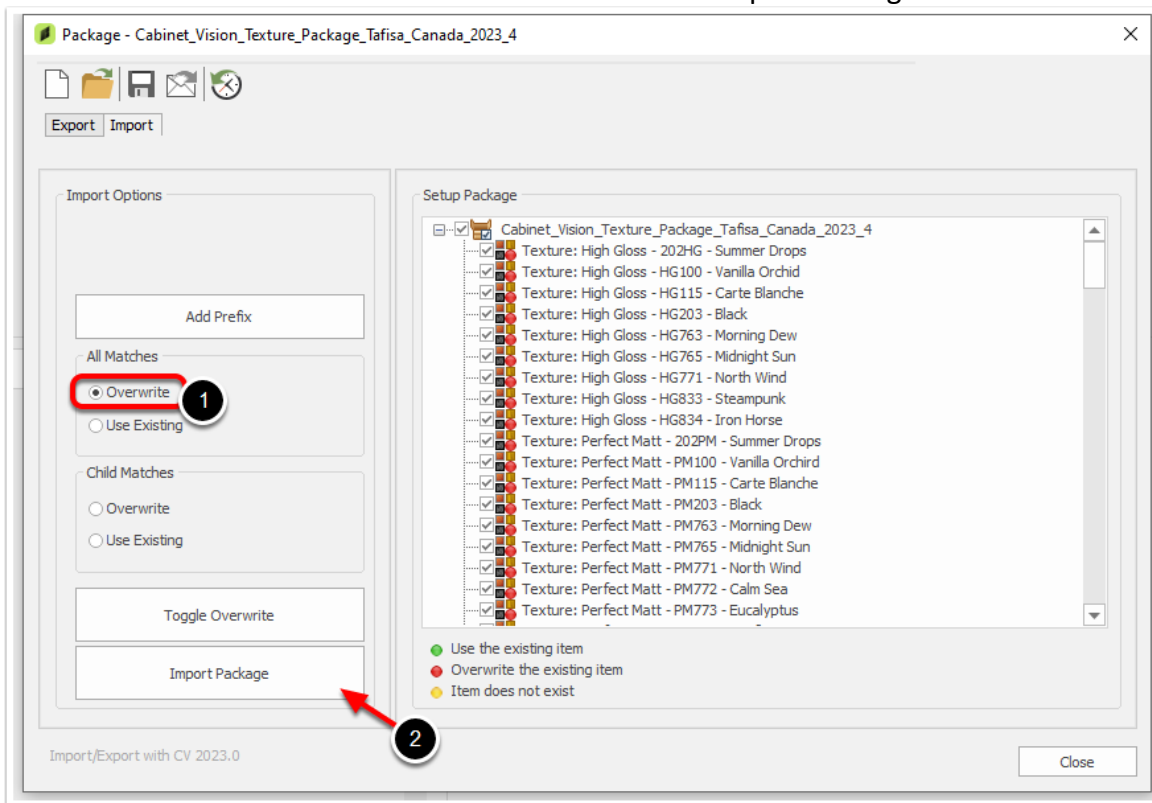 Package - Cabinet_Vision_Texture_Package_Tafisa_Canada_2023_4
Export Import
Import Options
Add Prefix
All Matches
Overwrite
1
Use Existing
Child Matches
Overwrite
Use Existing
Toggle Overwrite
Import Package
2
Setup Package
Cabinet_Vision_Texture_Package_Tafisa_Canada_2023_4
Texture: High Gloss - 202HG - Summer Drops
Texture: High Gloss - HG100 - Vanilla Orchid
Texture: High Gloss - HG115 - Carte Blanche
Texture: High Gloss - HG203 - Black
Texture: High Gloss - HG763 - Morning Dew
Texture: High Gloss - HG765 - Midnight Sun
Texture: High Gloss - HG771 - North Wind
Texture: High Gloss - HG833 - Steampunk
Texture: High Gloss - HG834 - Iron Horse
Texture: Perfect Matt - 202PM - Summer Drops
Texture: Perfect Matt - PM100 - Vanilla Orchird
Texture: Perfect Matt - PM115 - Carte Blanche
Texture: Perfect Matt - PM203 - Black
Texture: Perfect Matt - PM763 - Morning Dew
Texture: Perfect Matt - PM765 - Midnight Sun
Texture: Perfect Matt - PM771 - North Wind
Texture: Perfect Matt - PM772 - Calm Sea
Texture: Perfect Matt - PM773 - Eucalyptus
Use the existing item
Overwrite the existing item
Item does not exist
Import/Export with CV 2023.0
Close